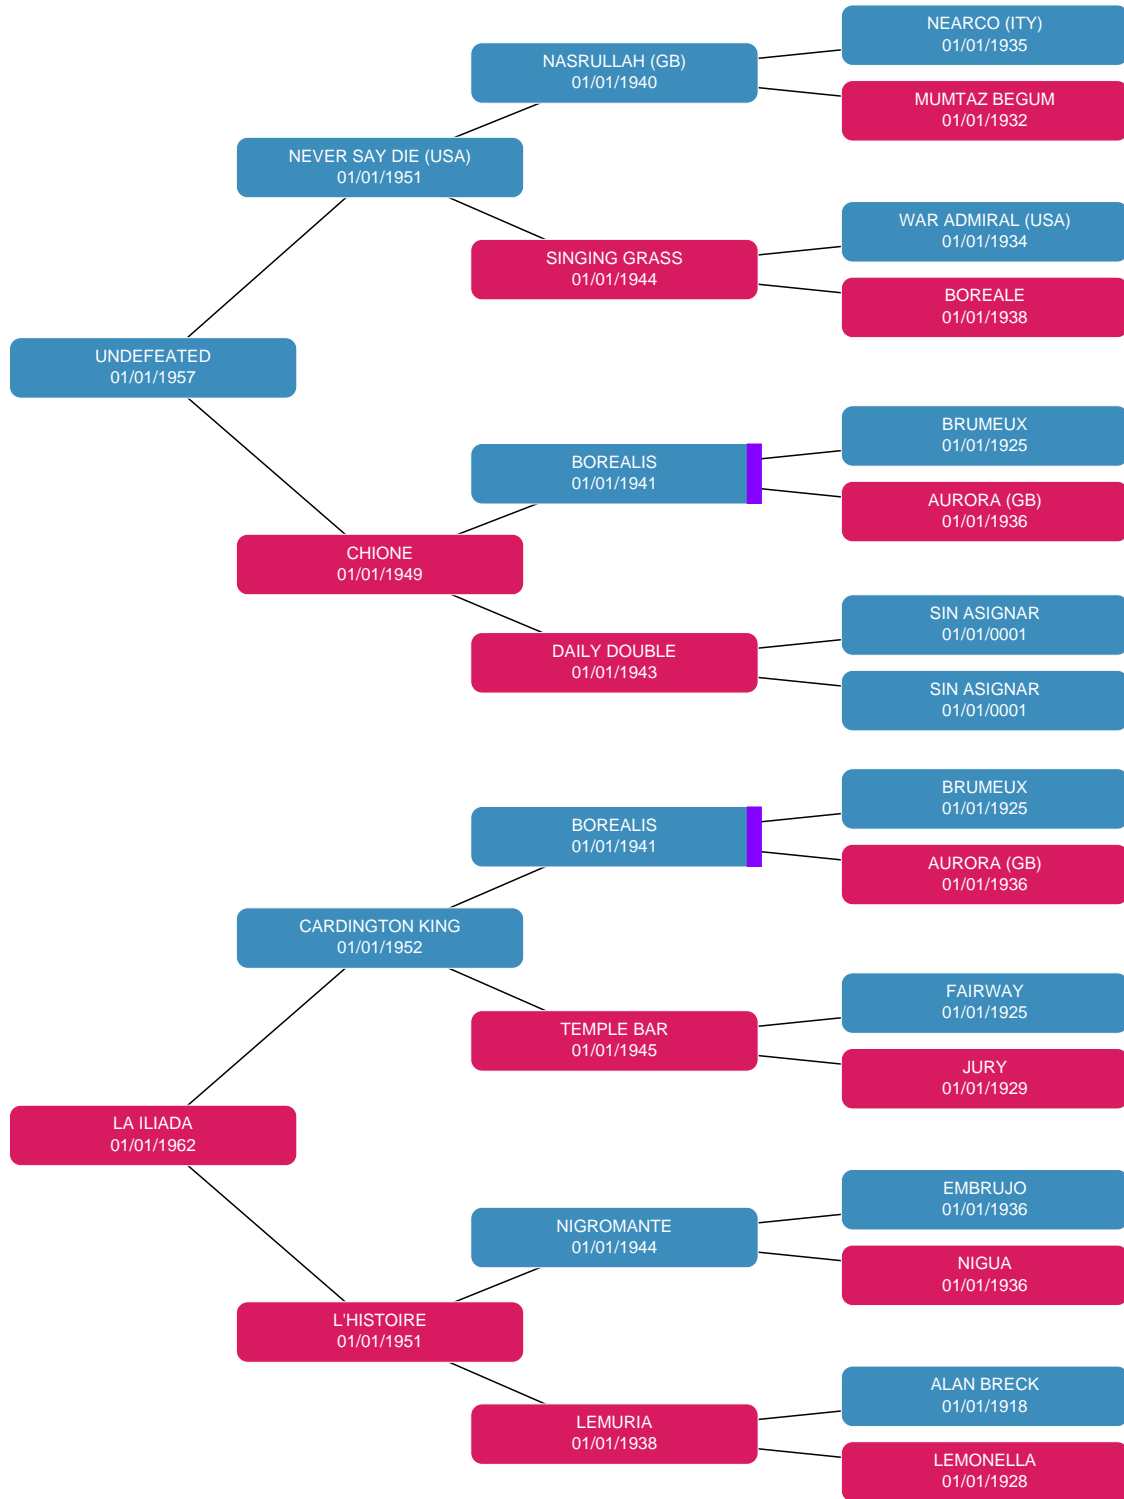 NEARCO (ITY)
01/01/1935
NASRULLAH (GB)
01/01/1940
MUMTAZ BEGUM
01/01/1932
NEVER SAY DIE (USA)
01/01/1951
WAR ADMIRAL (USA)
01/01/1934
SINGING GRASS
01/01/1944
BOREALE
01/01/1938
UNDEFEATED
01/01/1957
BRUMEUX
01/01/1925
BOREALIS
01/01/1941
AURORA (GB)
01/01/1936
CHIONE
01/01/1949
SIN ASIGNAR
01/01/0001
DAILY DOUBLE
01/01/1943
SIN ASIGNAR
01/01/0001
BRUMEUX
01/01/1925
BOREALIS
01/01/1941
AURORA (GB)
01/01/1936
CARDINGTON KING
01/01/1952
FAIRWAY
01/01/1925
TEMPLE BAR
01/01/1945
JURY
01/01/1929
LA ILIADA
01/01/1962
EMBRUJO
01/01/1936
NIGROMANTE
01/01/1944
NIGUA
01/01/1936
L'HISTOIRE
01/01/1951
ALAN BRECK
01/01/1918
LEMURIA
01/01/1938
LEMONELLA
01/01/1928